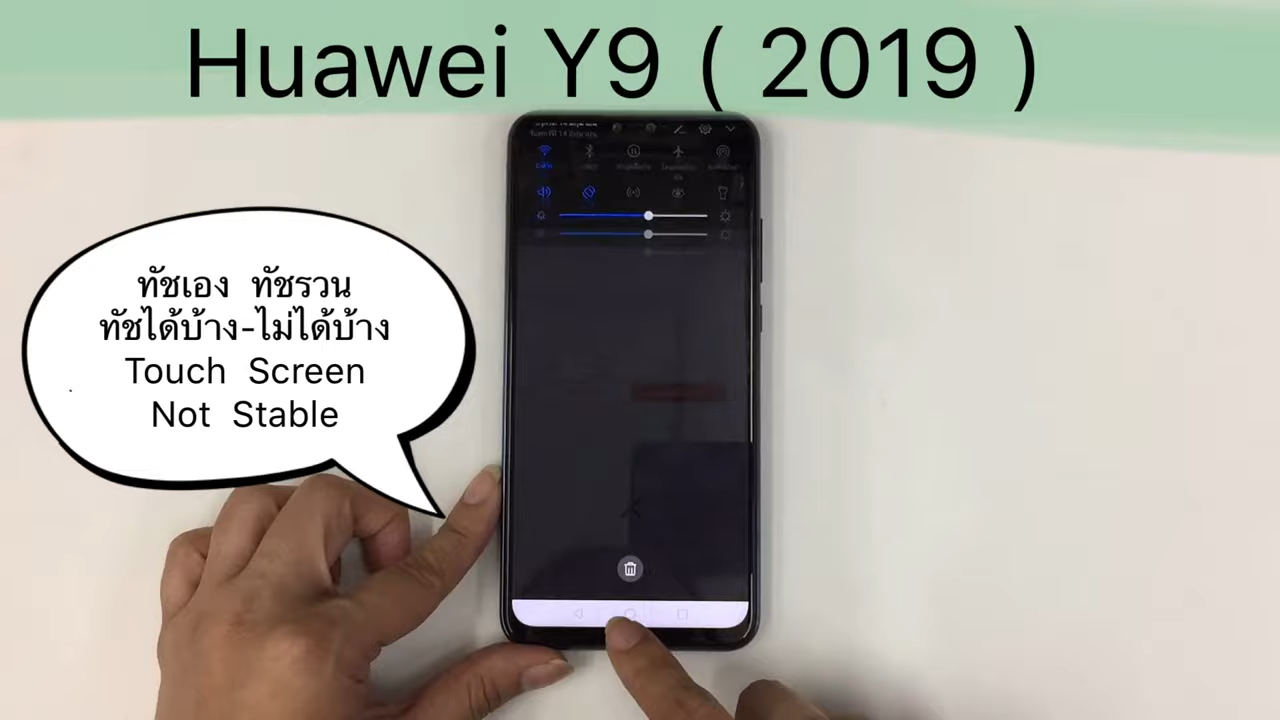 Huawei Y9 ( 2019 )
ทัชเอง ทัชรวน
ทัชได้บ้าง-ไม่ได้บ้าง
Touch Screen
Not Stable